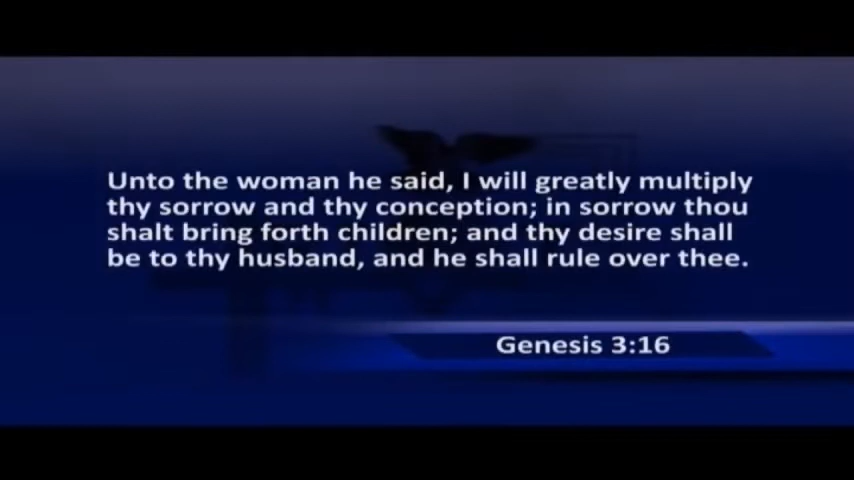 Unto the woman he said, I will greatly multiply
thy sorrow and thy conception; in sorrow thou
shalt bring forth children; and thy desire shall
be to thy husband, and he shall rule over thee.
Genesis 3:16